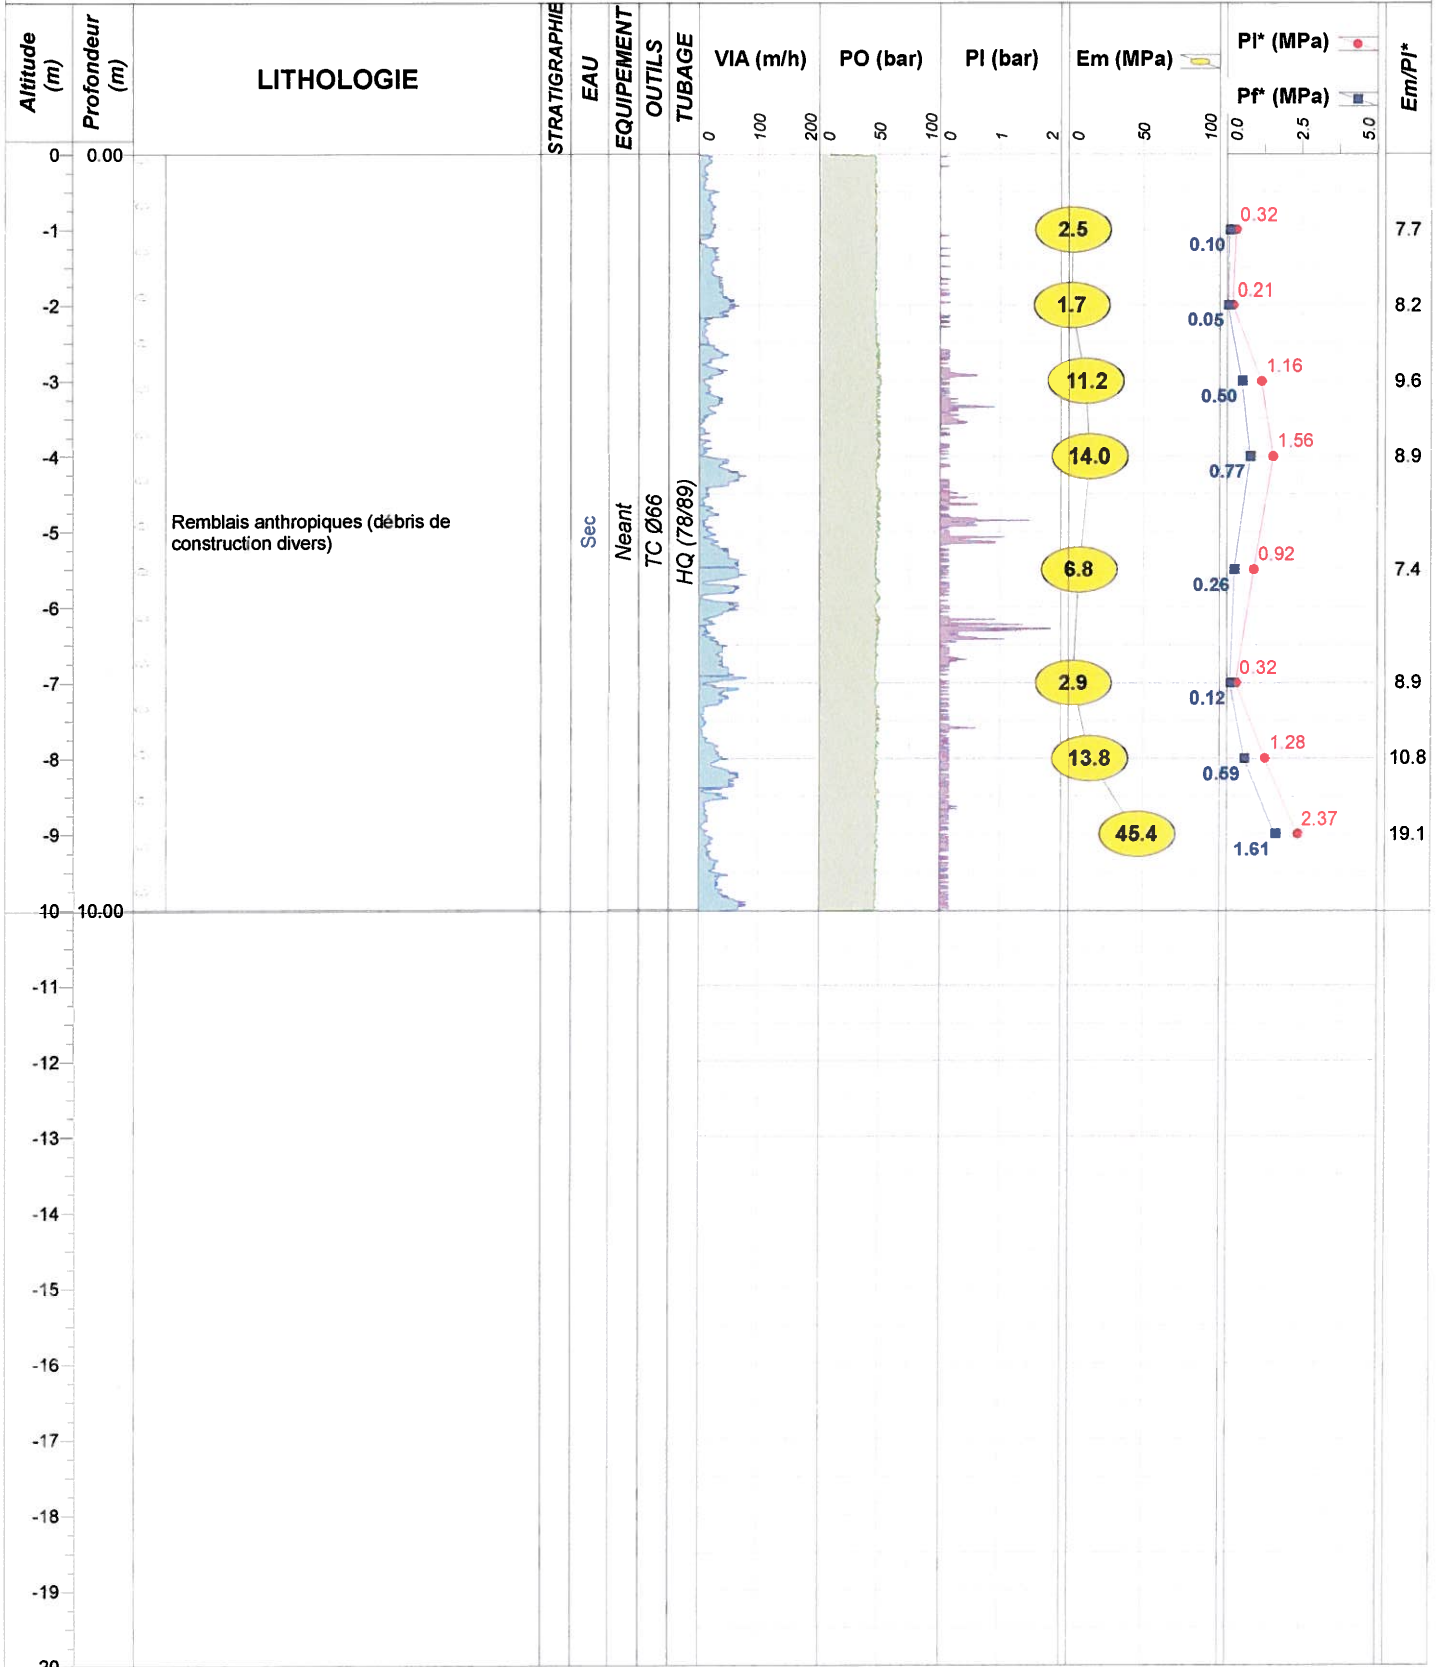 Altitude (m)
Profondeur (m)
LITHOLOGIE
STRATIGRAPHIE
EAU
EQUIPEMENT
OUTILS
TUBAGE
VIA (m/h)
PO (bar)
PI (bar)
Em (MPa)
Pl* (MPa)
Pf* (MPa)
Em/Pl*
0 100 200
0 50 100
0 1 2
0 50 100
0.0 2.5 5.0
0 0.00
-1 2.5 0.10 0.32 7.7
-2 1.7 0.05 0.21 8.2
-3 11.2 0.50 1.16 9.6
-4 14.0 0.77 1.56 8.9
Remblais anthropiques (débris de
construction divers)
Sec
Neant
TC Ø66
HQ (78/89)
-5
6.8 0.26 0.92 7.4
-6
-7 2.9 0.12 0.32 8.9
-8 13.8 0.59 1.28 10.8
-9 45.4 1.61 2.37 19.1
-10 10.00
-11
-12
-13
-14
-15
-16
-17
-18
-19